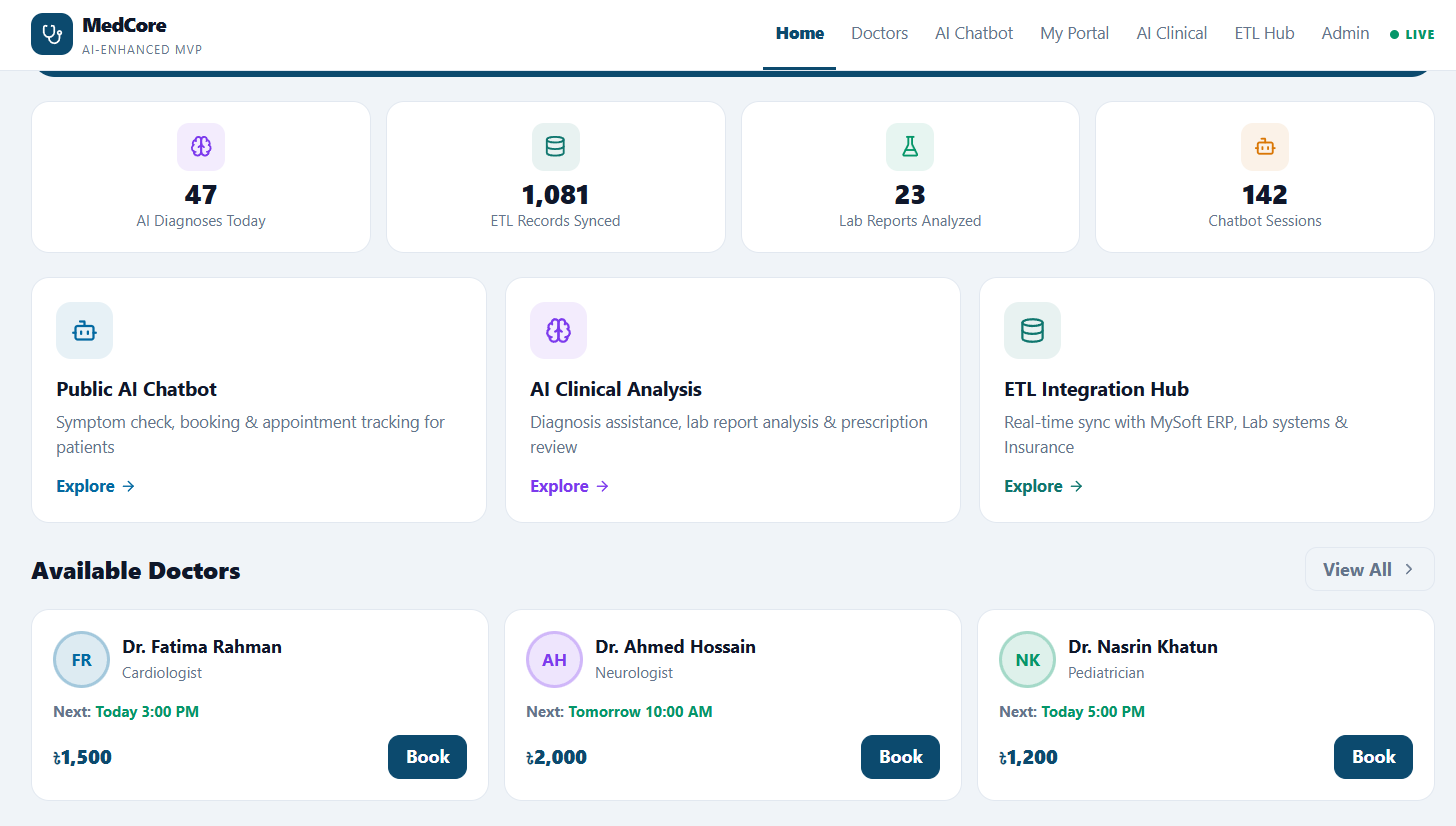 MedCore
AI-ENHANCED MVP
Home
Doctors
AI Chatbot
My Portal
AI Clinical
ETL Hub
Admin
LIVE
47
AI Diagnoses Today
1,081
ETL Records Synced
23
Lab Reports Analyzed
142
Chatbot Sessions
Public AI Chatbot
Symptom check, booking & appointment tracking for
patients
Explore →
AI Clinical Analysis
Diagnosis assistance, lab report analysis & prescription
review
Explore →
ETL Integration Hub
Real-time sync with MySoft ERP, Lab systems &
Insurance
Explore →
Available Doctors
View All
FR
Dr. Fatima Rahman
Cardiologist
Next: Today 3:00 PM
৳1,500
Book
AH
Dr. Ahmed Hossain
Neurologist
Next: Tomorrow 10:00 AM
৳2,000
Book
NK
Dr. Nasrin Khatun
Pediatrician
Next: Today 5:00 PM
৳1,200
Book